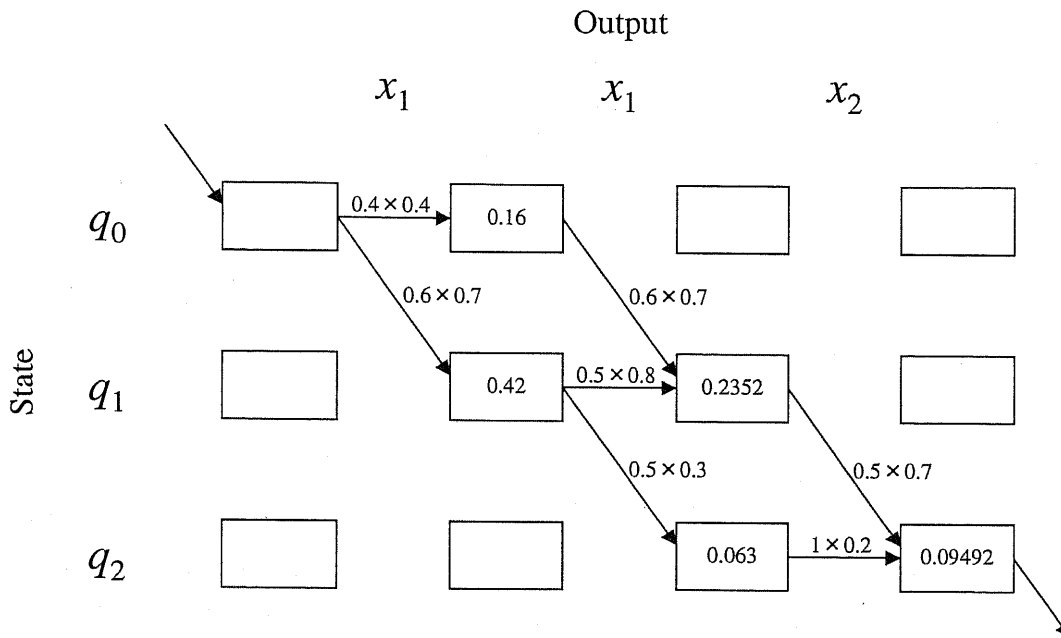 Output
x₁ x₁ x₂
q₀ 0.4×0.4 0.16
0.6×0.7 0.6×0.7
State
q₁ 0.42 0.5×0.8 0.2352
0.5×0.3 0.5×0.7
q₂ 0.063 1×0.2 0.09492